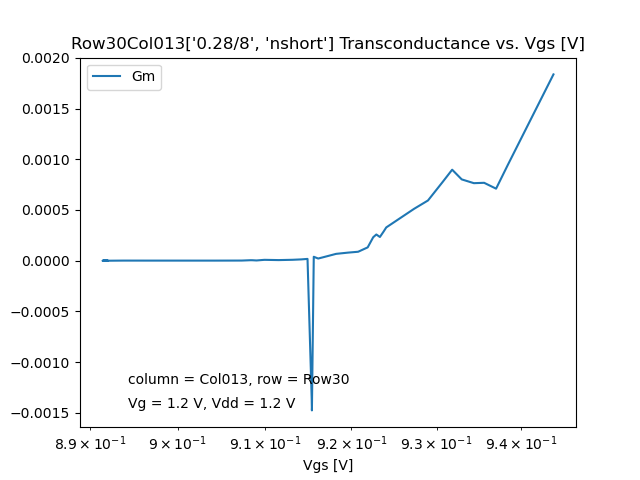 Row30Col013['0.28/8', 'nshort'] Transconductance vs. Vgs [V]
Gm
0.0020
0.0015
0.0010
0.0005
0.0000
−0.0005
−0.0010
−0.0015
column = Col013, row = Row30
Vg = 1.2 V, Vdd = 1.2 V
8.9 × 10⁻¹ 9 × 10⁻¹ 9.1 × 10⁻¹ 9.2 × 10⁻¹ 9.3 × 10⁻¹ 9.4 × 10⁻¹
Vgs [V]